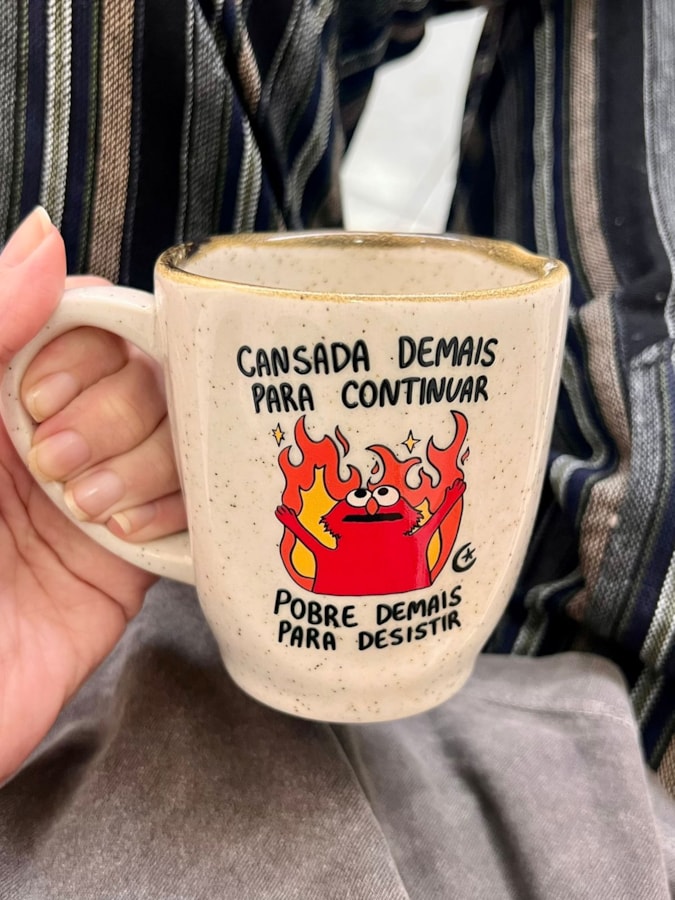 CANSADA DEMAIS
PARA CONTINUAR
POBRE DEMAIS
PARA DESISTIR